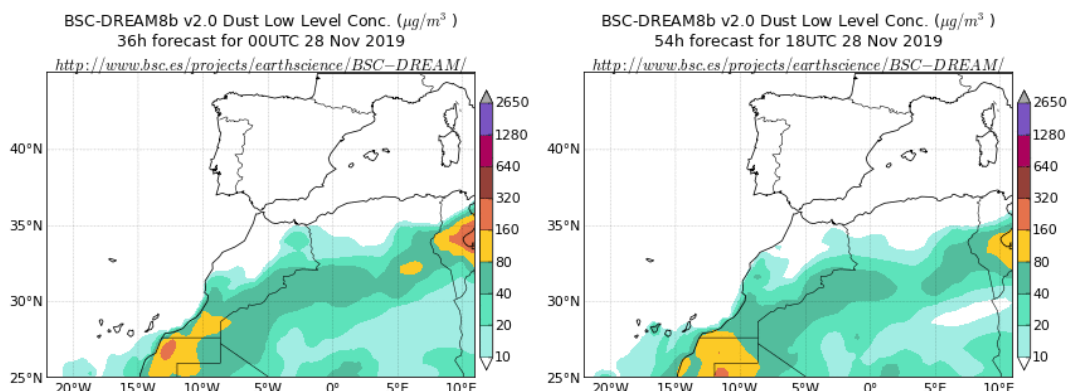 BSC-DREAM8b v2.0 Dust Low Level Conc. (μg/m³ )
36h forecast for 00UTC 28 Nov 2019
http://www.bsc.es/projects/earthscience/BSC−DREAM/
40°N
35°N
30°N
25°N
20°W 15°W 10°W 5°W 0°E 5°E 10°E
2650
1280
640
320
160
80
40
20
10
BSC-DREAM8b v2.0 Dust Low Level Conc. (μg/m³ )
54h forecast for 18UTC 28 Nov 2019
http://www.bsc.es/projects/earthscience/BSC−DREAM/
40°N
35°N
30°N
25°N
20°W 15°W 10°W 5°W 0°E 5°E 10°E
2650
1280
640
320
160
80
40
20
10